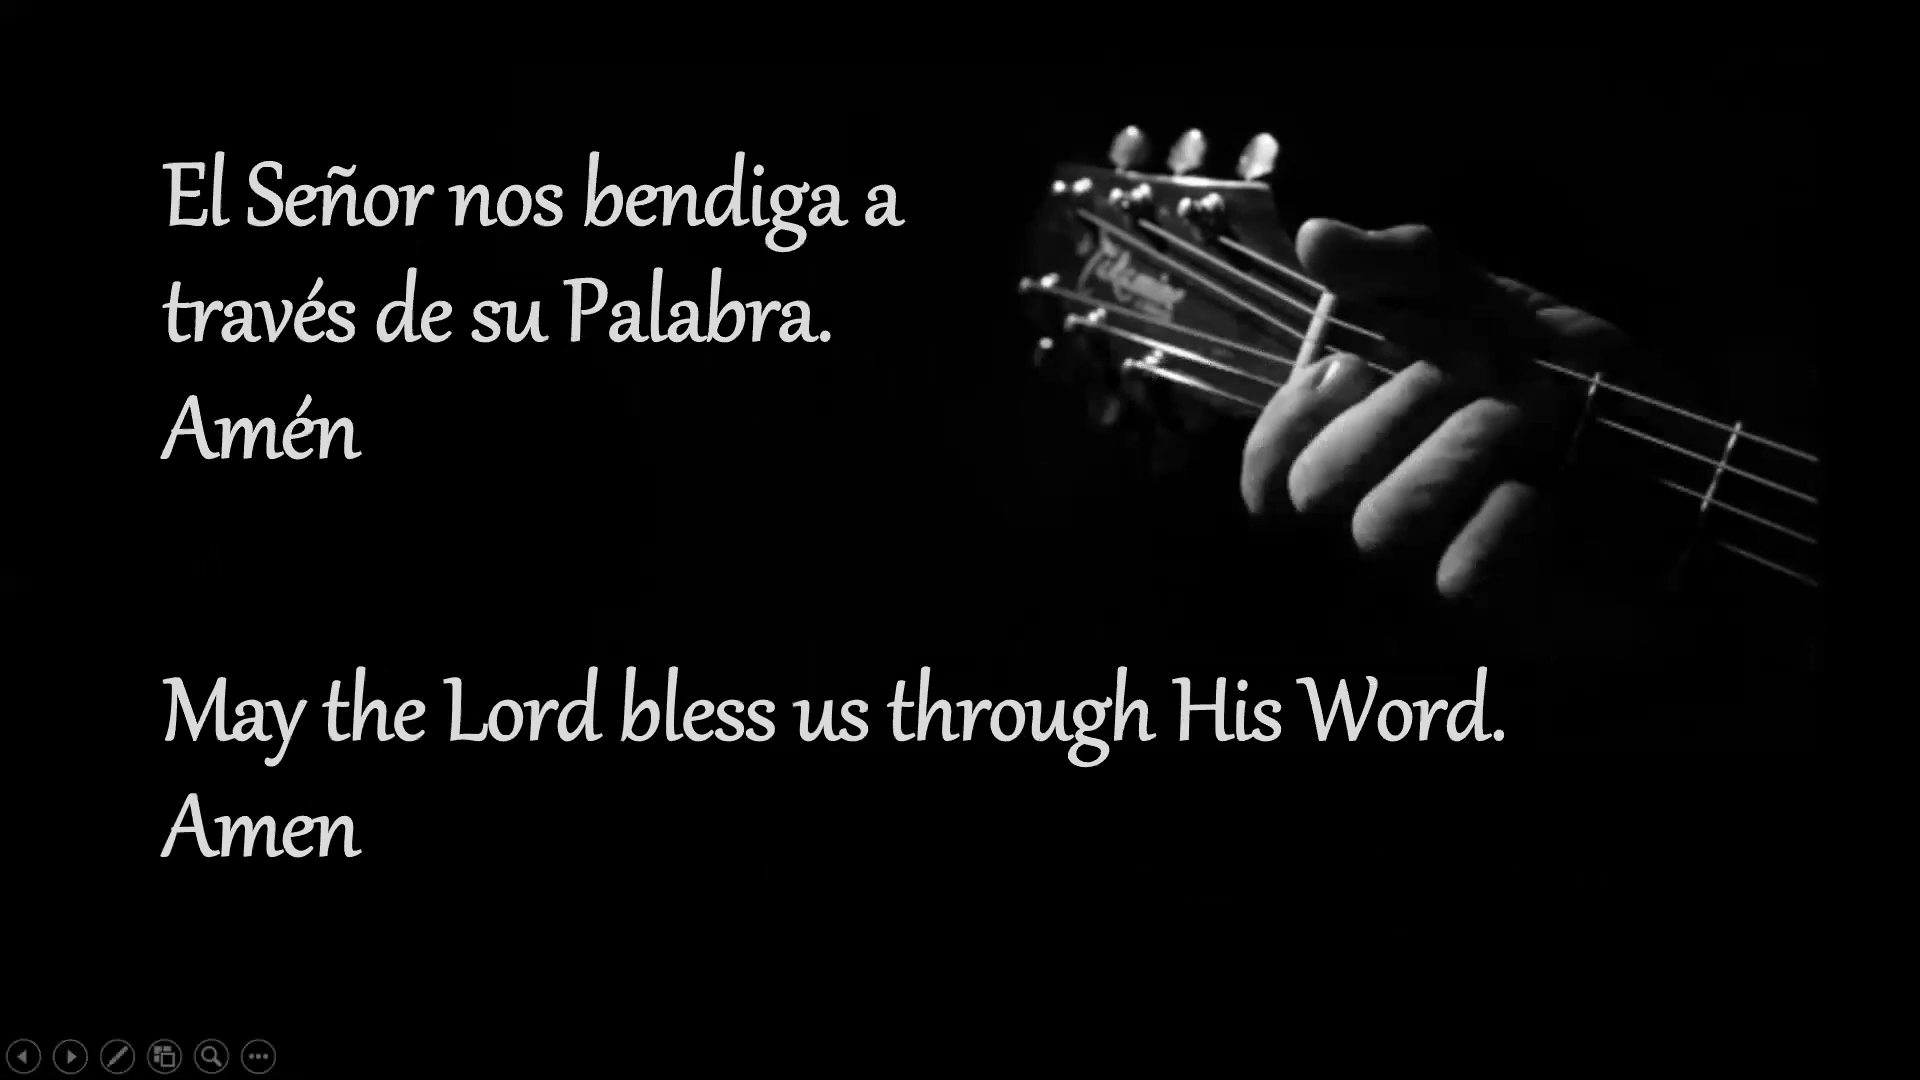 El Señor nos bendiga a
través de su Palabra.
Amén
May the Lord bless us through His Word.
Amen